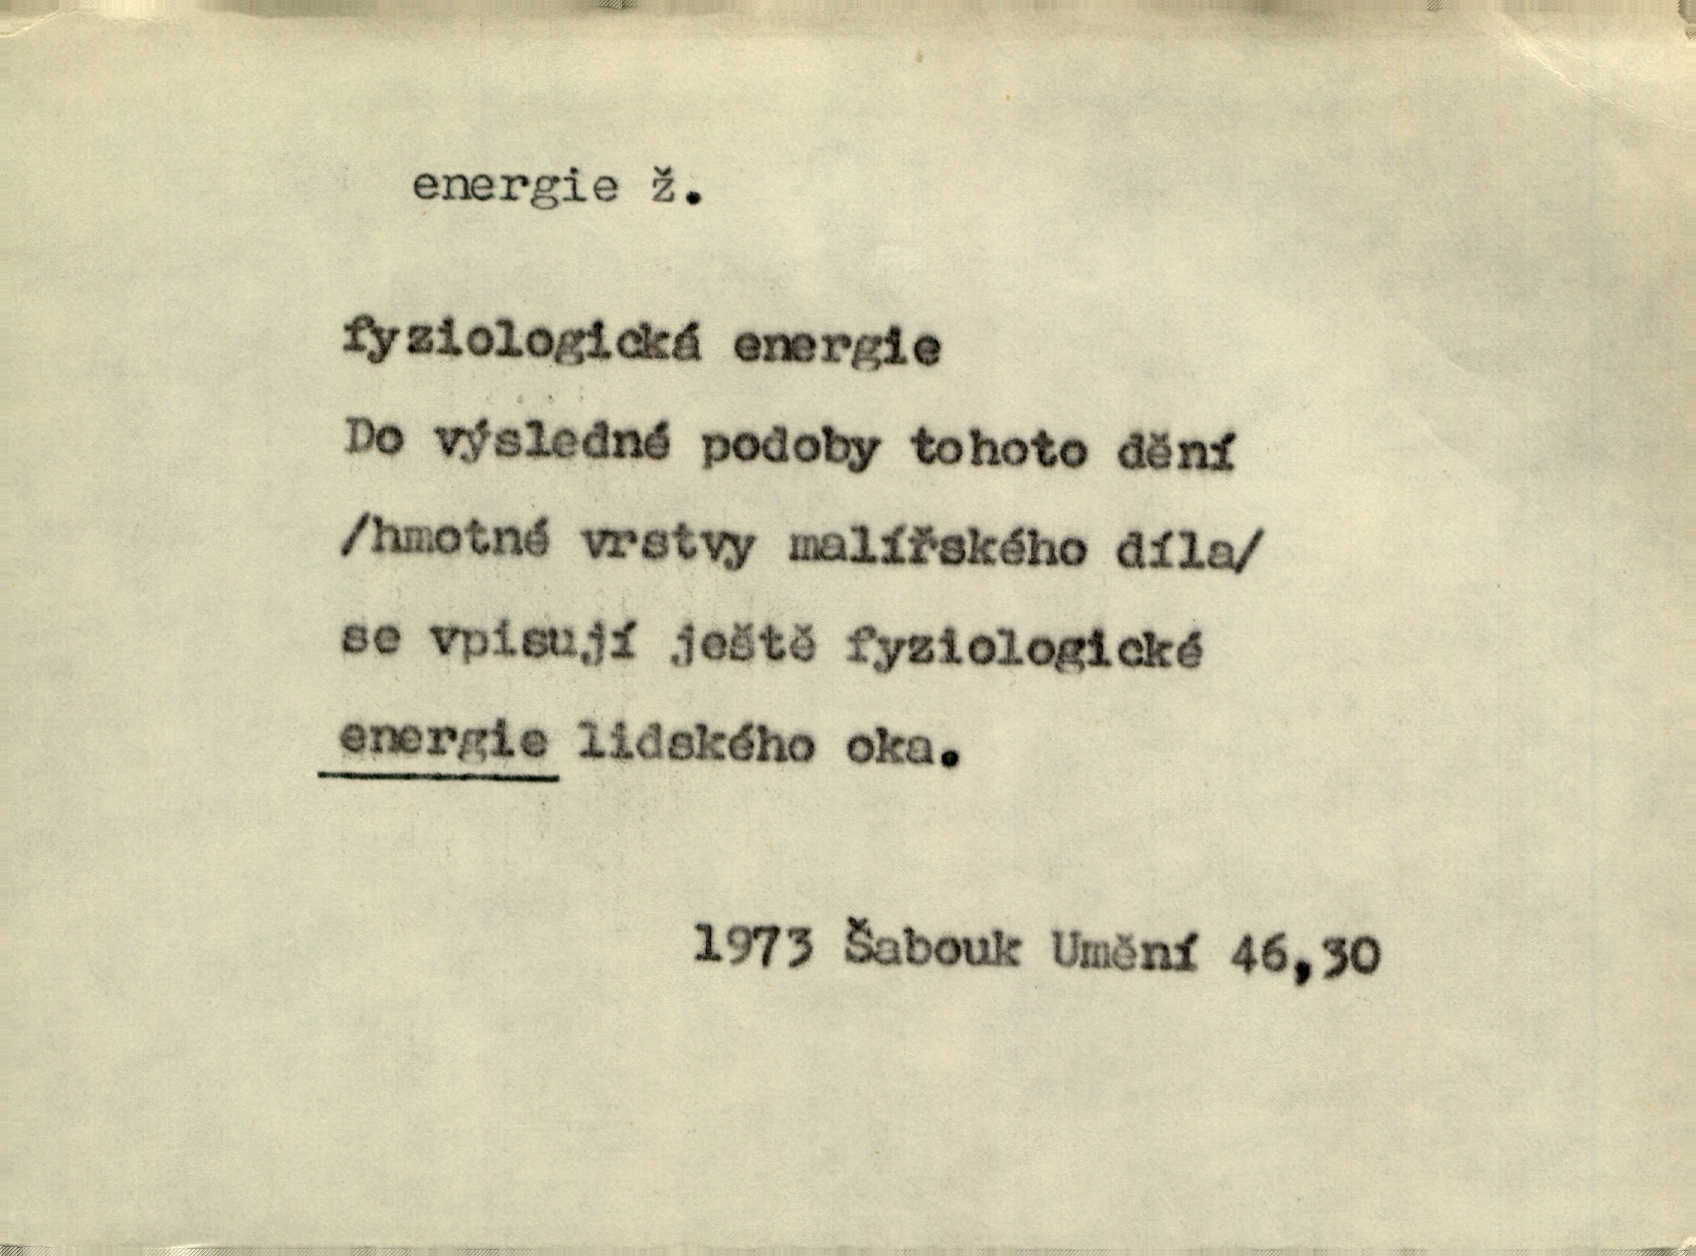 energie ž.
fyziologická energie
Do výsledné podoby tohoto dění
/hmotné vrstvy malířského díla/
se vpisují ještě fyziologické
energie lidského oka.
1973 Šabouk Umění 46,30